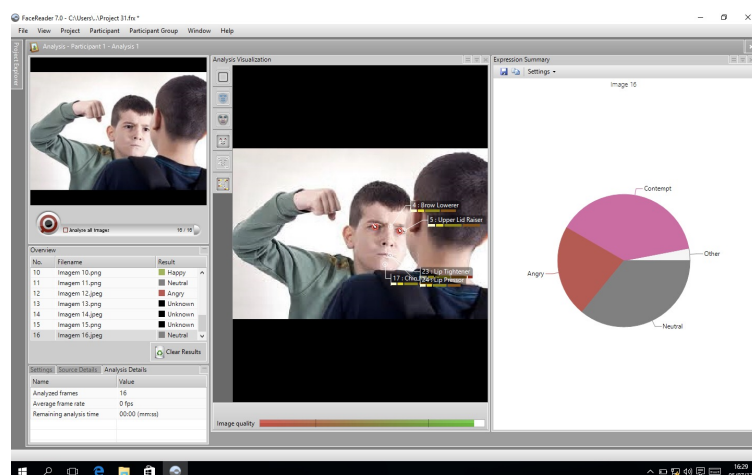 FaceReader 7.0 - C:\Users\..\Project 31.frx *
File View Project Participant Participant Group Window Help
Project Explorer
Analysis - Participant 1 - Analysis 1
Analyze all images
16 / 16
Overview
No. Filename Result
10 Imagem 10.png Happy
11 Imagem 11.png Neutral
12 Imagem 12.jpeg Angry
13 Imagem 13.png Unknown
14 Imagem 14.jpeg Unknown
15 Imagem 15.png Unknown
16 Imagem 16.jpeg Neutral
Clear Results
Settings Source Details Analysis Details
Name Value
Analyzed frames 16
Average frame rate 0 fps
Remaining analysis time 00:00 (mm:ss)
Analysis Visualization
4 : Brow Lowerer
5 : Upper Lid Raiser
23 : Lip Tightener
17 : Chin
24 : Lip Pressor
Image quality
Expression Summary
Settings
Image 16
Contempt
Other
Angry
Neutral
16:29